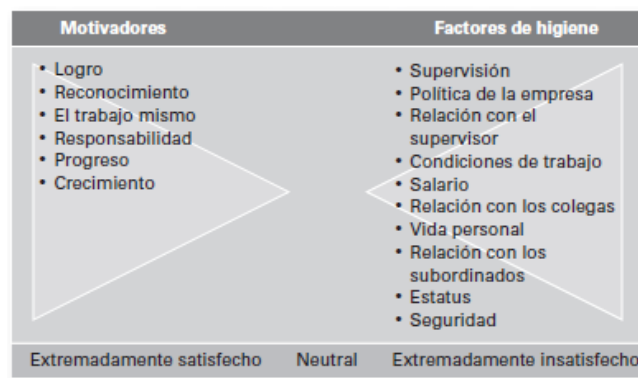 Motivadores
Factores de higiene
• Logro
• Reconocimiento
• El trabajo mismo
• Responsabilidad
• Progreso
• Crecimiento
• Supervisión
• Política de la empresa
• Relación con el
supervisor
• Condiciones de trabajo
• Salario
• Relación con los colegas
• Vida personal
• Relación con los
subordinados
• Estatus
• Seguridad
Extremadamente satisfecho
Neutral
Extremadamente insatisfecho